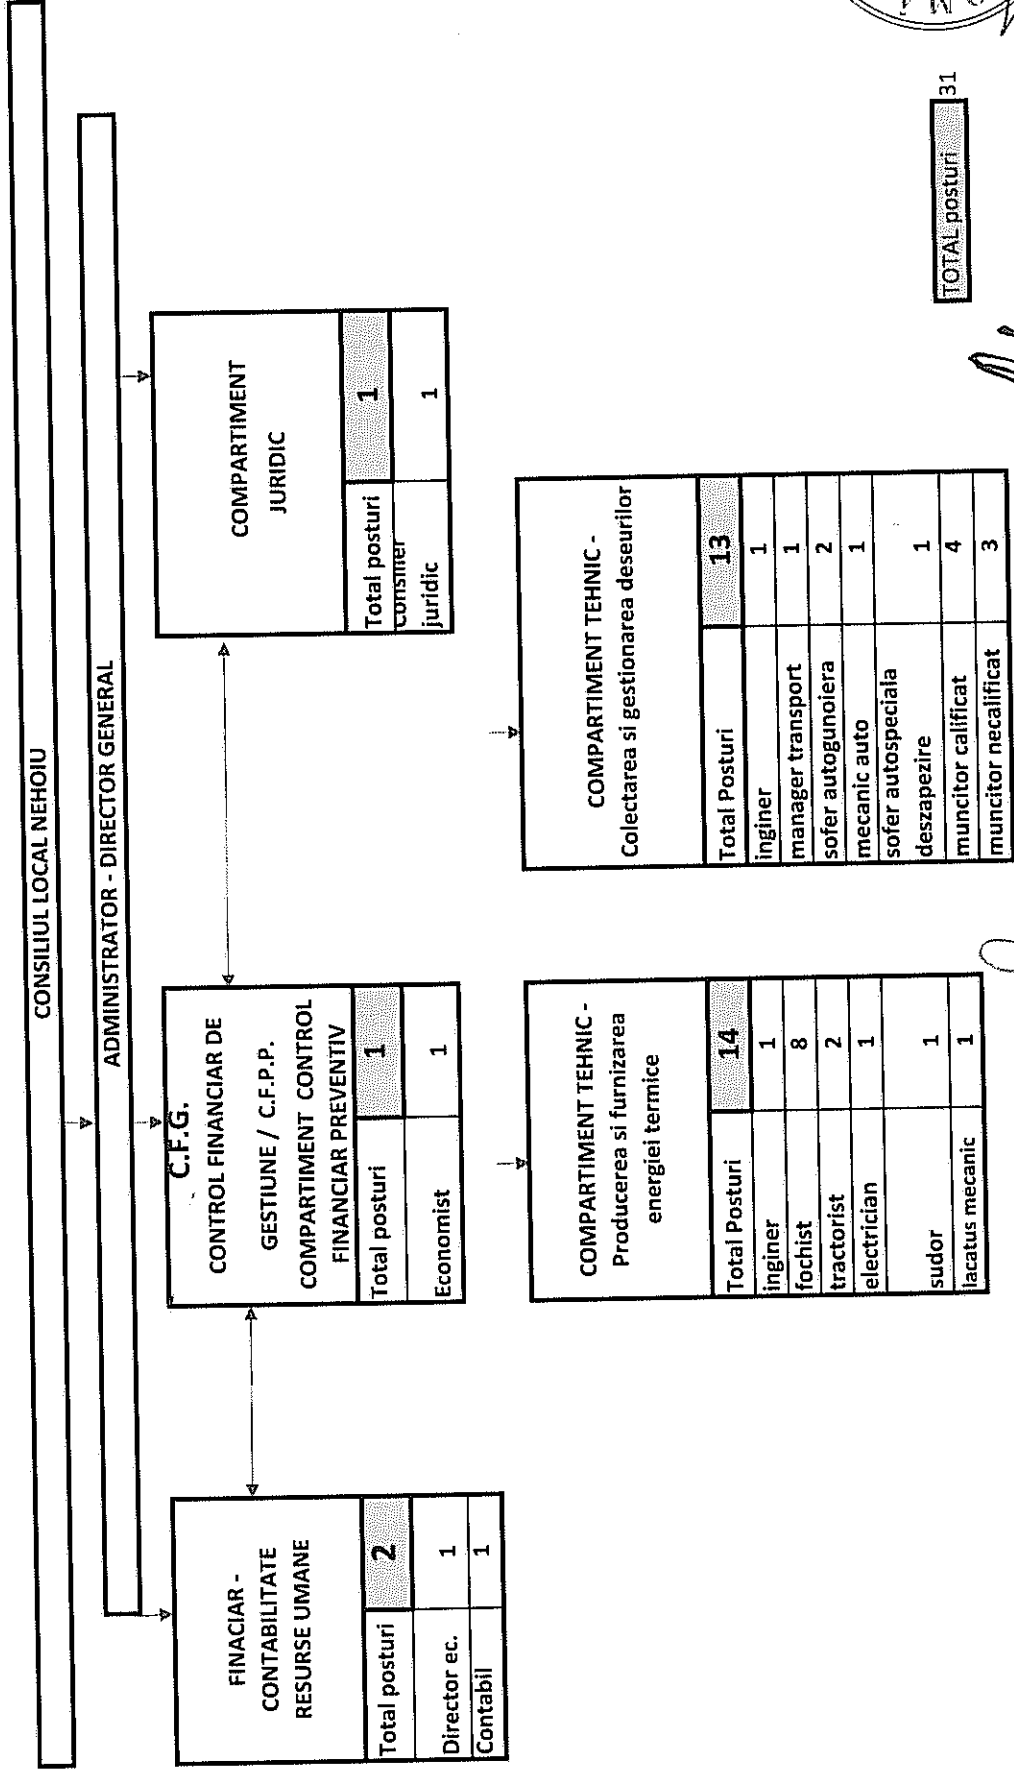 CONSILIUL LOCAL NEHOIU
ADMINISTRATOR - DIRECTOR GENERAL
FINACIAR -
CONTABILITATE
RESURSE UMANE
Total posturi 2
Director ec. 1
Contabil 1
C.F.G.
CONTROL FINANCIAR DE
GESTIUNE / C.F.P.P.
COMPARTIMENT CONTROL
FINANCIAR PREVENTIV
Total posturi 1
Economist 1
COMPARTIMENT
JURIDIC
Total posturi 1
consilier
juridic 1
COMPARTIMENT TEHNIC -
Producerea si furnizarea
energiei termice
Total Posturi 14
inginer 1
fochist 8
tractorist 2
electrician 1
sudor 1
lacatus mecanic 1
COMPARTIMENT TEHNIC -
Colectarea si gestionarea deseurilor
Total Posturi 13
inginer 1
manager transport 1
sofer autogunoiera 2
mecanic auto 1
sofer autospeciala
deszapezire 1
muncitor calificat 4
muncitor necalificat 3
TOTAL posturi 31